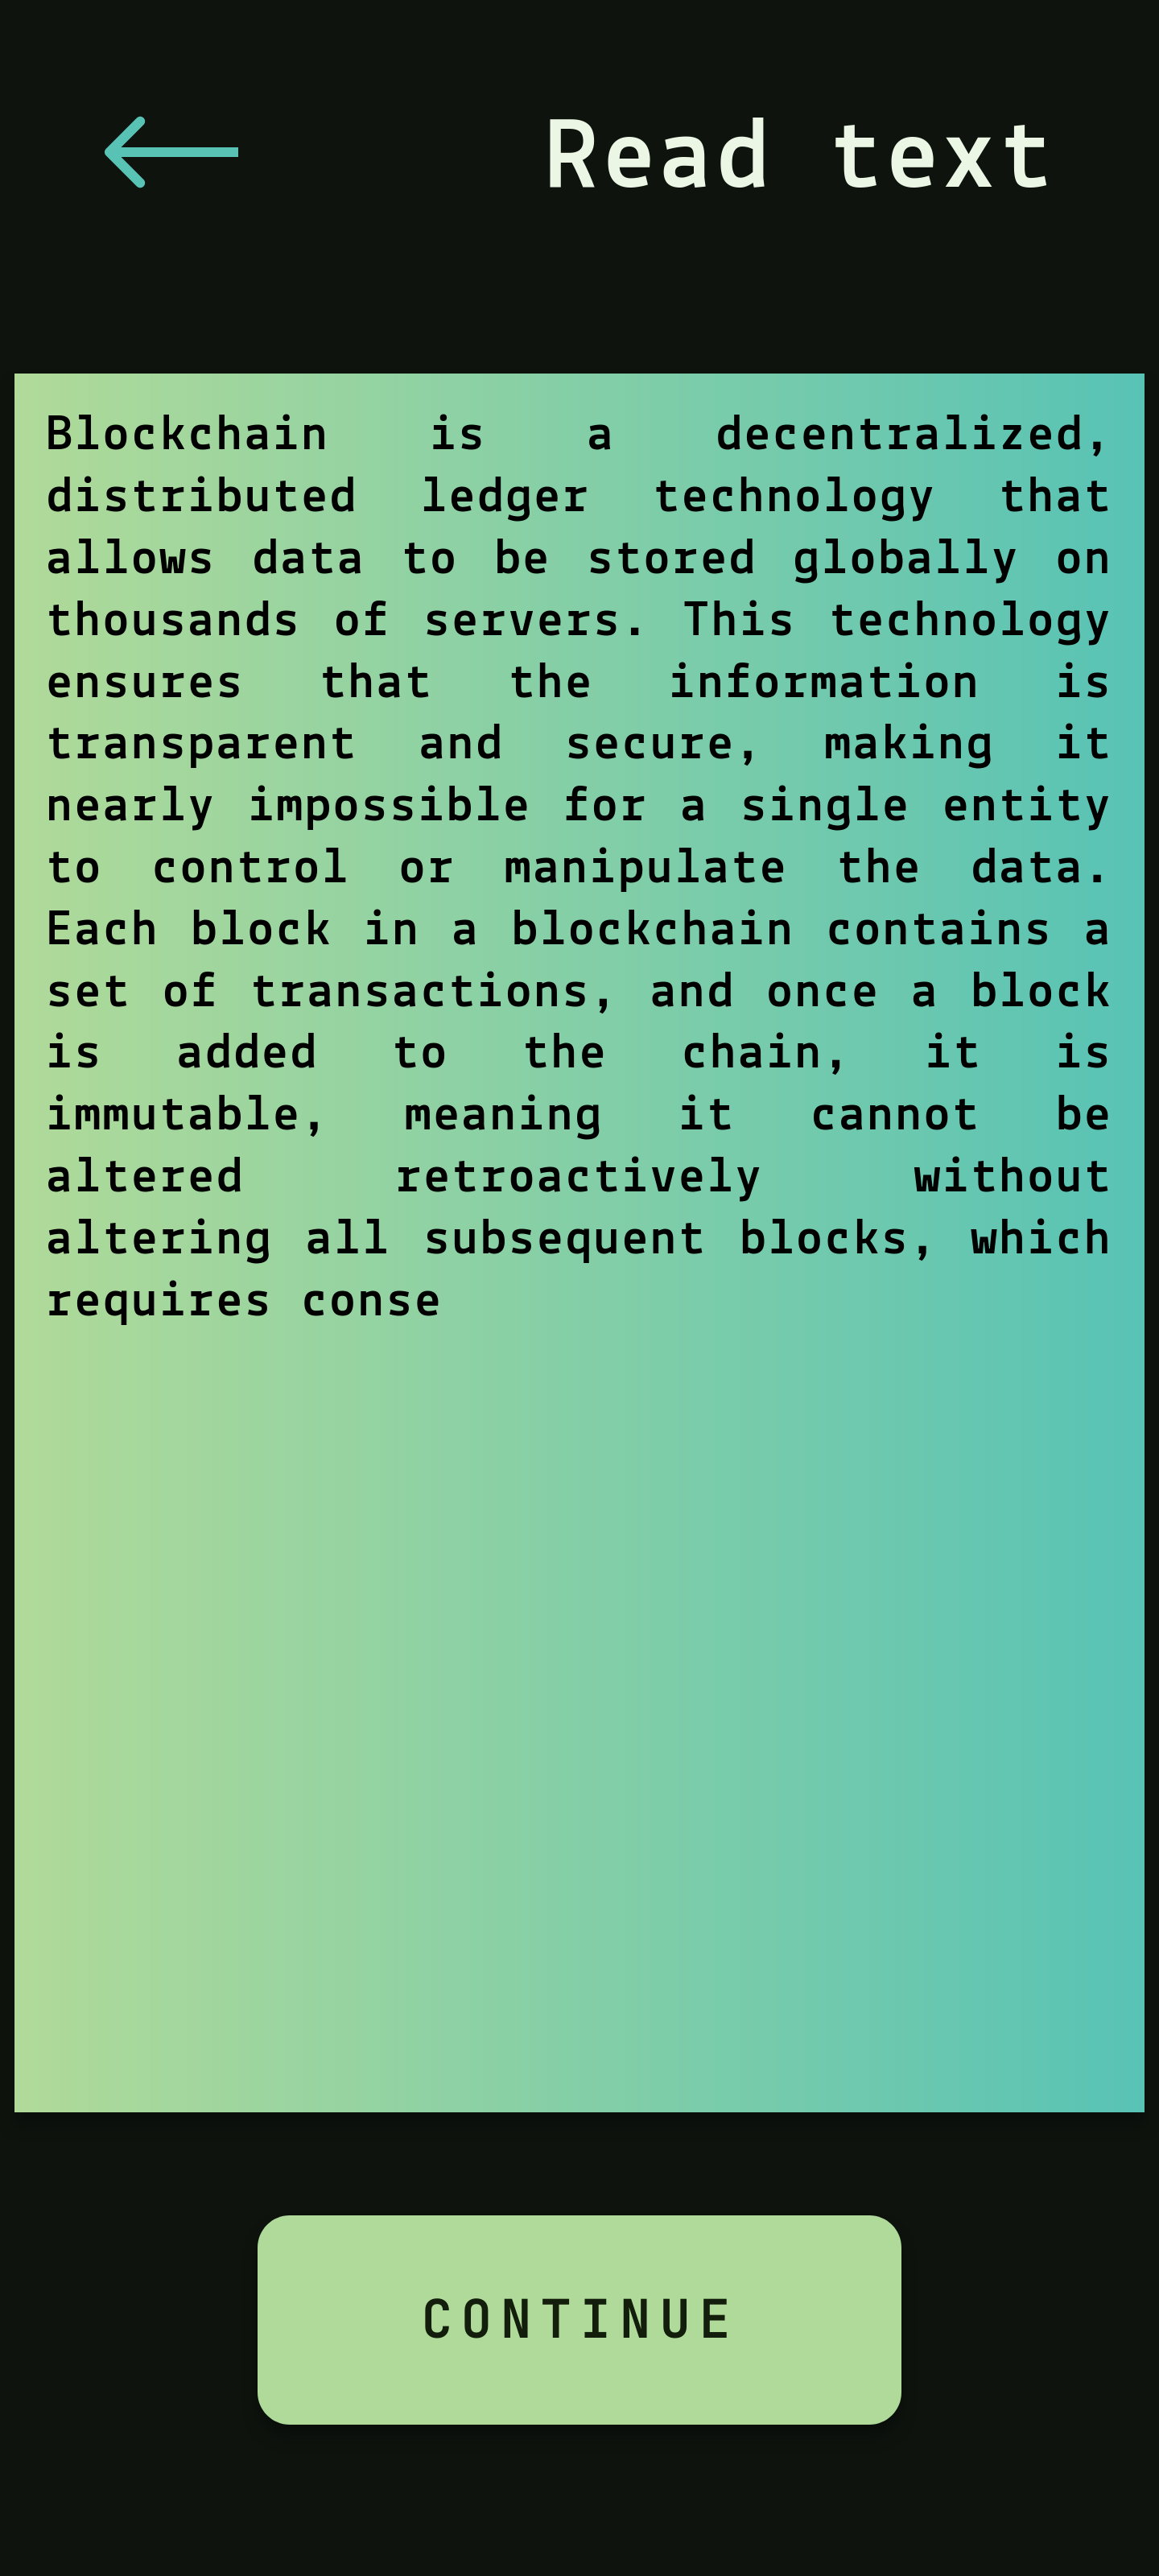 Read text
Blockchain is a decentralized,
distributed ledger technology that
allows data to be stored globally on
thousands of servers. This technology
ensures that the information is
transparent and secure, making it
nearly impossible for a single entity
to control or manipulate the data.
Each block in a blockchain contains a
set of transactions, and once a block
is added to the chain, it is
immutable, meaning it cannot be
altered retroactively without
altering all subsequent blocks, which
requires conse
CONTINUE